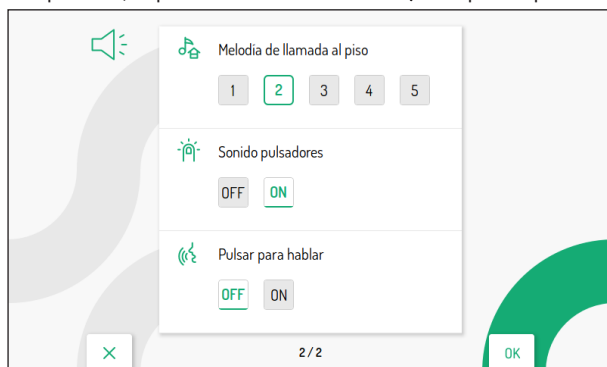 Melodía de llamada al piso
1 2 3 4 5
Sonido pulsadores
OFF ON
Pulsar para hablar
OFF ON
2 / 2
OK